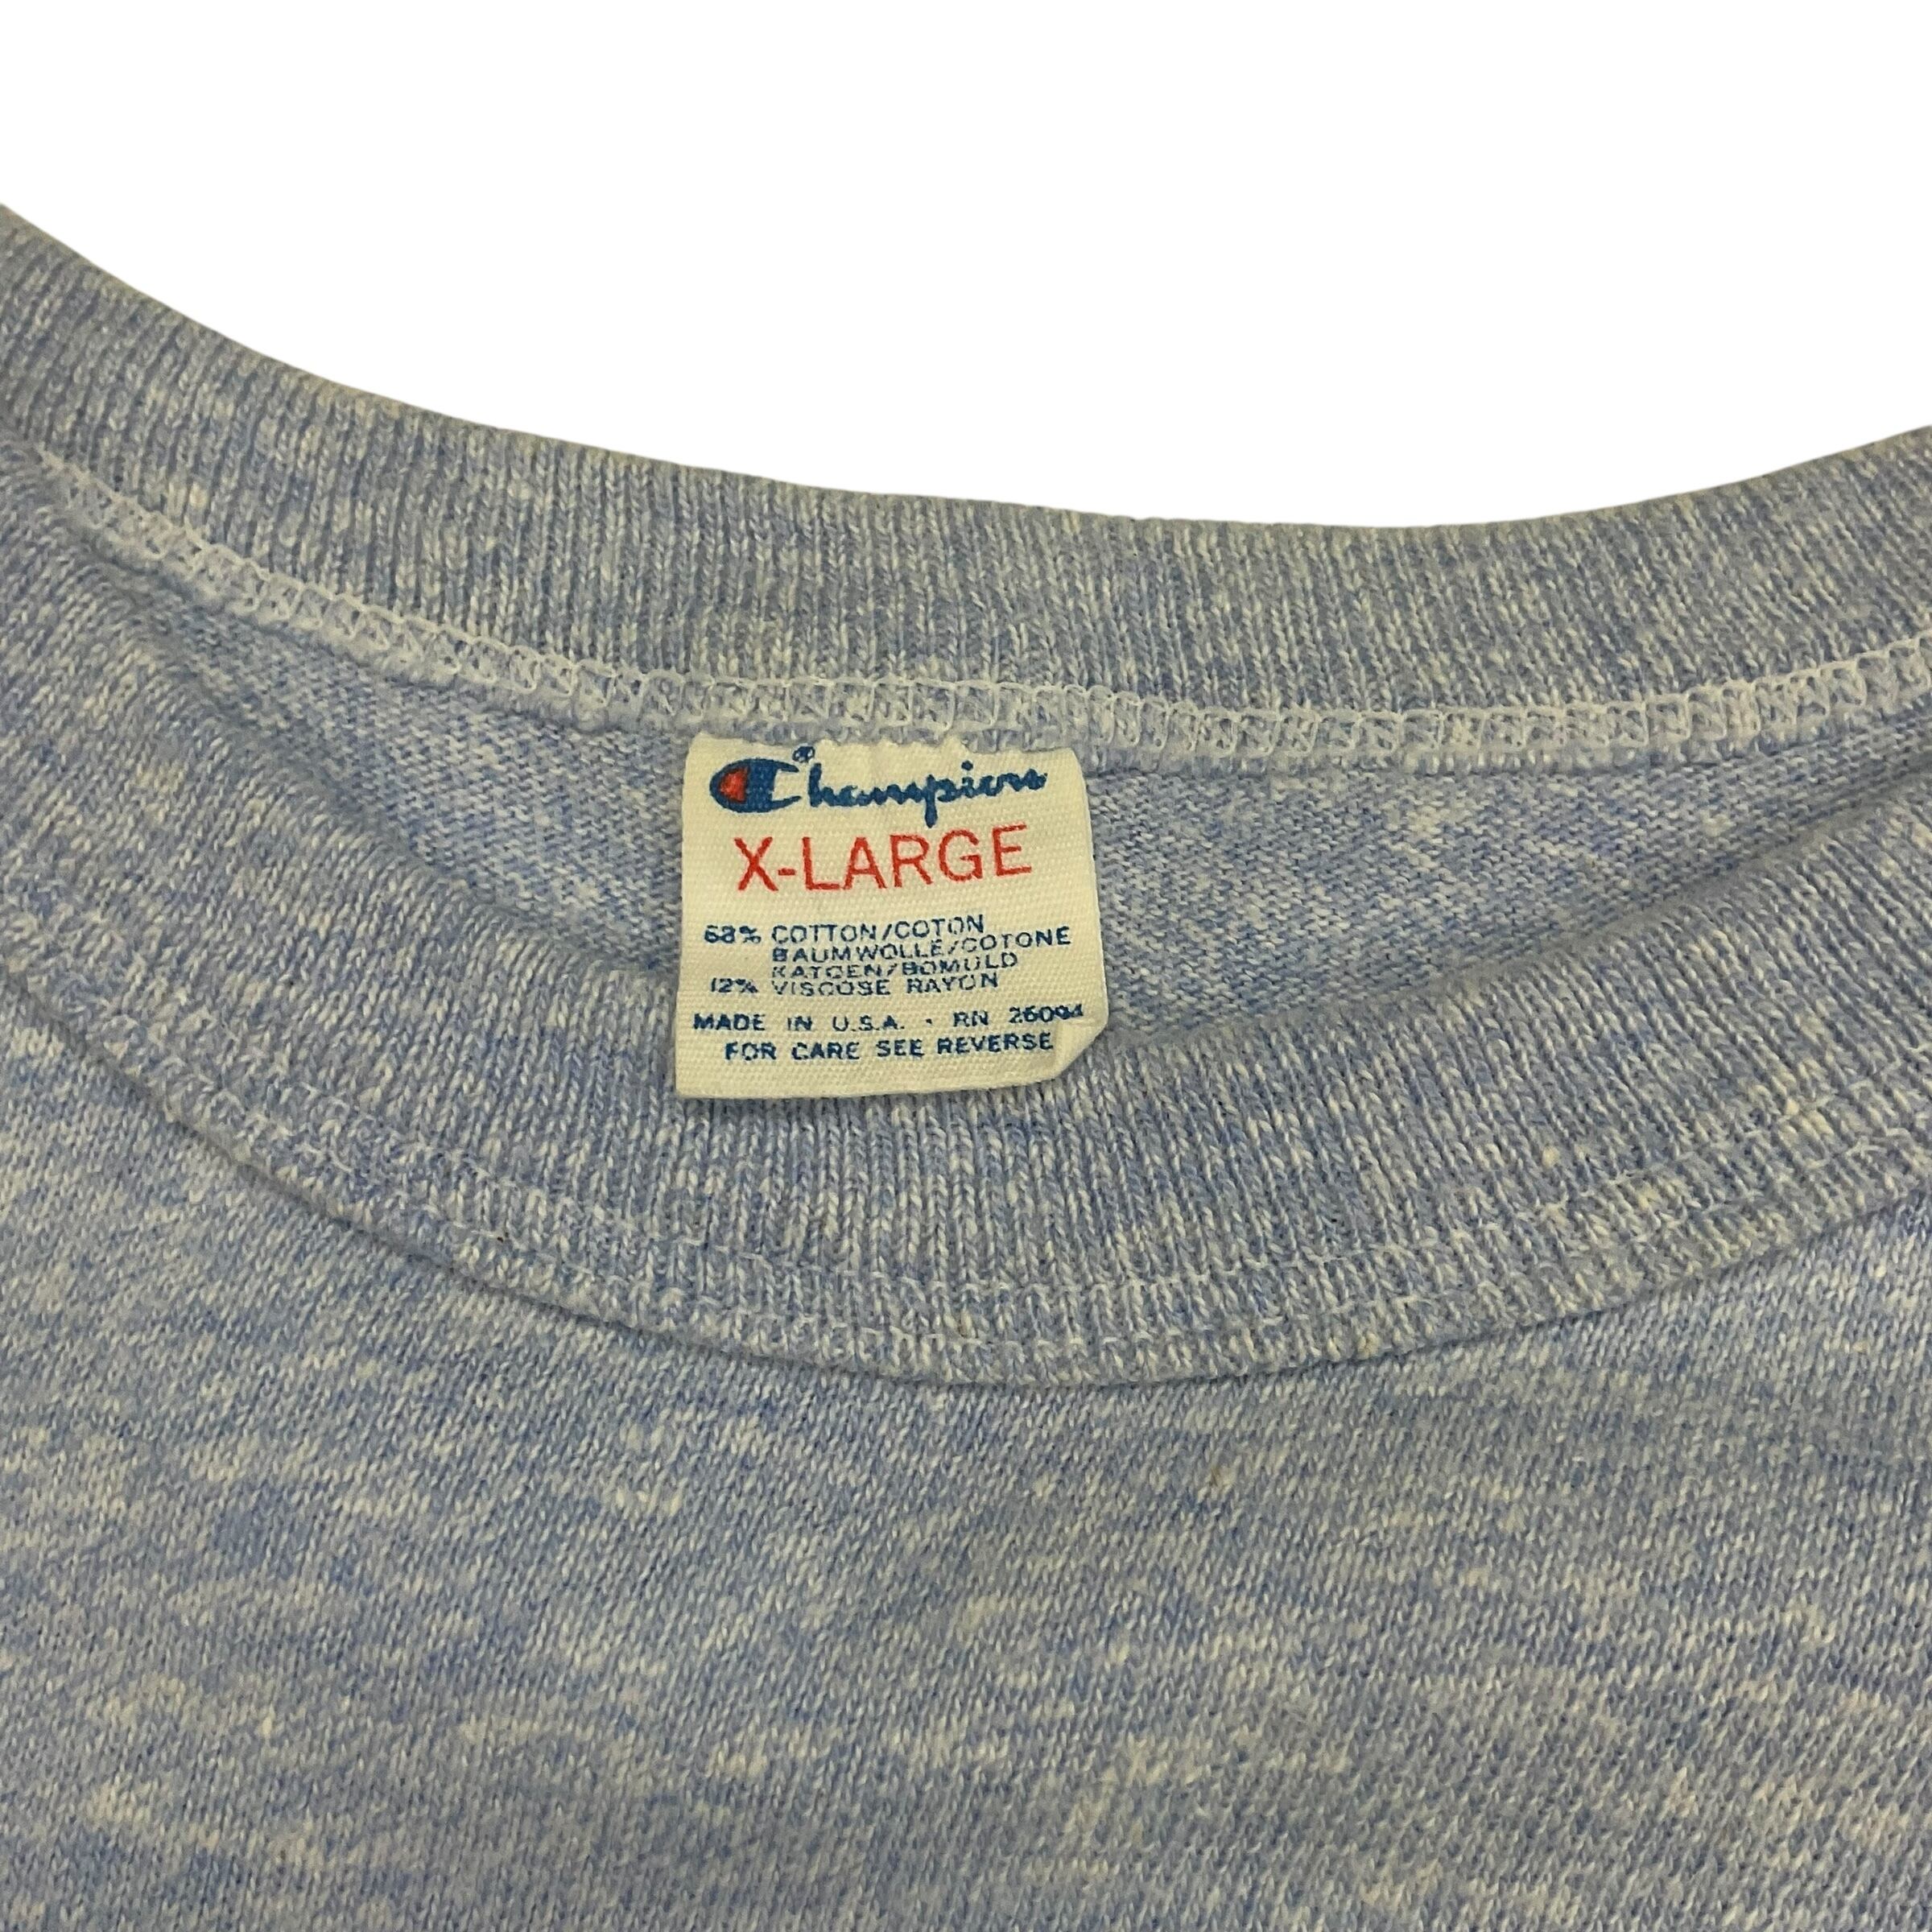 Champion®
X-LARGE
88% COTTON/COTON
BAUMWOLLE/COTONE
KATOEN/BOMULD
12% VISCOSE RAYON
MADE IN U.S.A. · RN 26094
FOR CARE SEE REVERSE